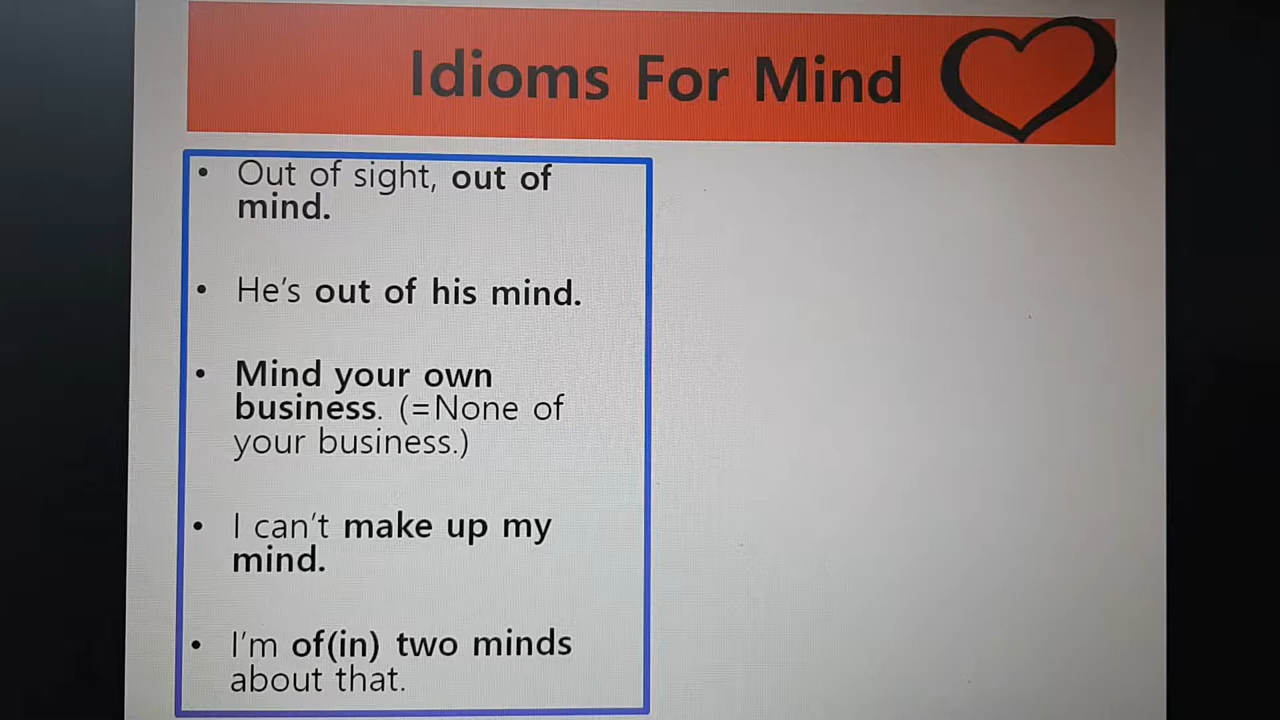 Idioms For Mind
• Out of sight, out of
mind.
• He's out of his mind.
• Mind your own
business. (=None of
your business.)
• I can't make up my
mind.
• I'm of(in) two minds
about that.